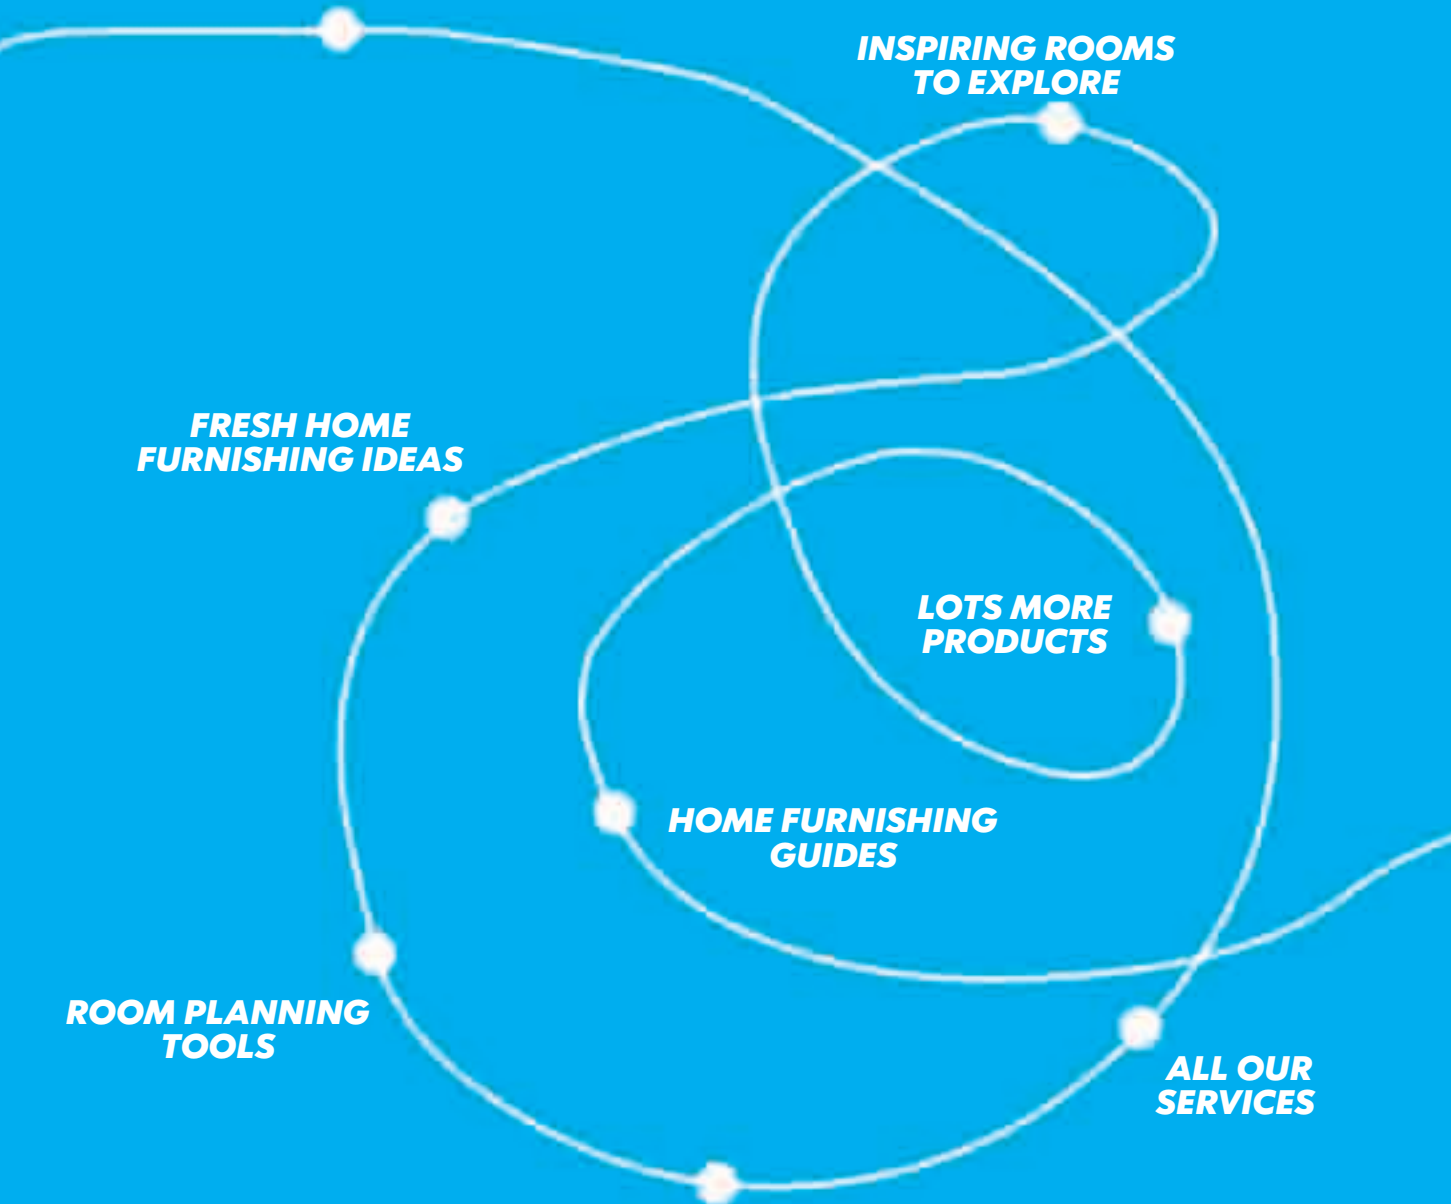 INSPIRING ROOMS
TO EXPLORE
FRESH HOME
FURNISHING IDEAS
LOTS MORE
PRODUCTS
HOME FURNISHING
GUIDES
ROOM PLANNING
TOOLS
ALL OUR
SERVICES